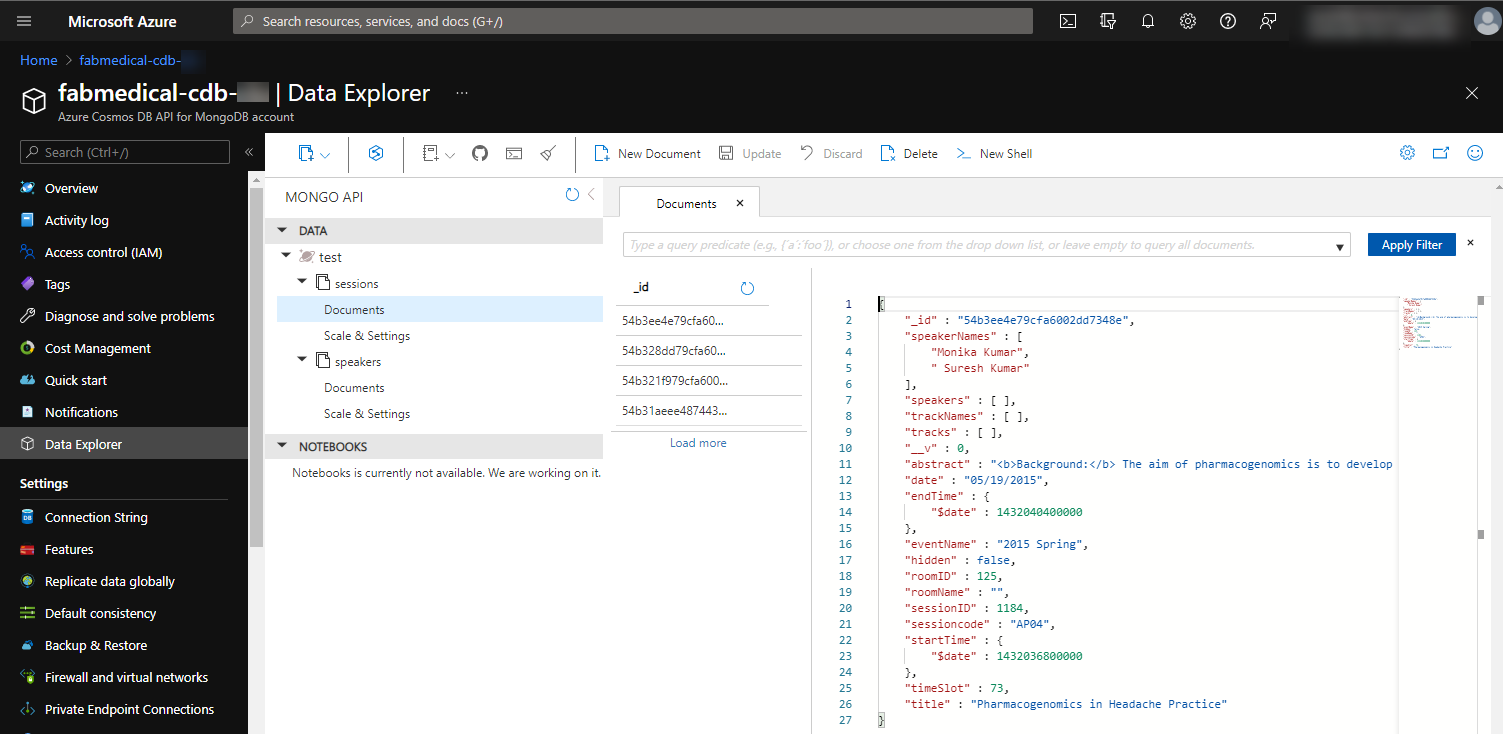 Microsoft Azure
Search resources, services, and docs (G+/)
Home > fabmedical-cdb-
fabmedical-cdb- | Data Explorer ...
Azure Cosmos DB API for MongoDB account
Search (Ctrl+/)
«
Overview
Activity log
Access control (IAM)
Tags
Diagnose and solve problems
Cost Management
Quick start
Notifications
Data Explorer
Settings
Connection String
Features
Replicate data globally
Default consistency
Backup & Restore
Firewall and virtual networks
Private Endpoint Connections
New Document
Update
Discard
Delete
New Shell
MONGO API
DATA
test
sessions
Documents
Scale & Settings
speakers
Documents
Scale & Settings
NOTEBOOKS
Notebooks is currently not available. We are working on it.
Documents
Type a query predicate (e.g., {´a´:´foo´}), or choose one from the drop down list, or leave empty to query all documents.
Apply Filter
_id
54b3ee4e79cfa60...
54b328dd79cfa60...
54b321f979cfa600...
54b31aeee487443...
Load more
1 {
2 "_id" : "54b3ee4e79cfa6002dd7348e",
3 "speakerNames" : [
4 "Monika Kumar",
5 " Suresh Kumar"
6 ],
7 "speakers" : [ ],
8 "trackNames" : [ ],
9 "tracks" : [ ],
10 "__v" : 0,
11 "abstract" : "<b>Background:</b> The aim of pharmacogenomics is to develop
12 "date" : "05/19/2015",
13 "endTime" : {
14 "$date" : 1432040400000
15 },
16 "eventName" : "2015 Spring",
17 "hidden" : false,
18 "roomID" : 125,
19 "roomName" : "",
20 "sessionID" : 1184,
21 "sessioncode" : "AP04",
22 "startTime" : {
23 "$date" : 1432036800000
24 },
25 "timeSlot" : 73,
26 "title" : "Pharmacogenomics in Headache Practice"
27 }